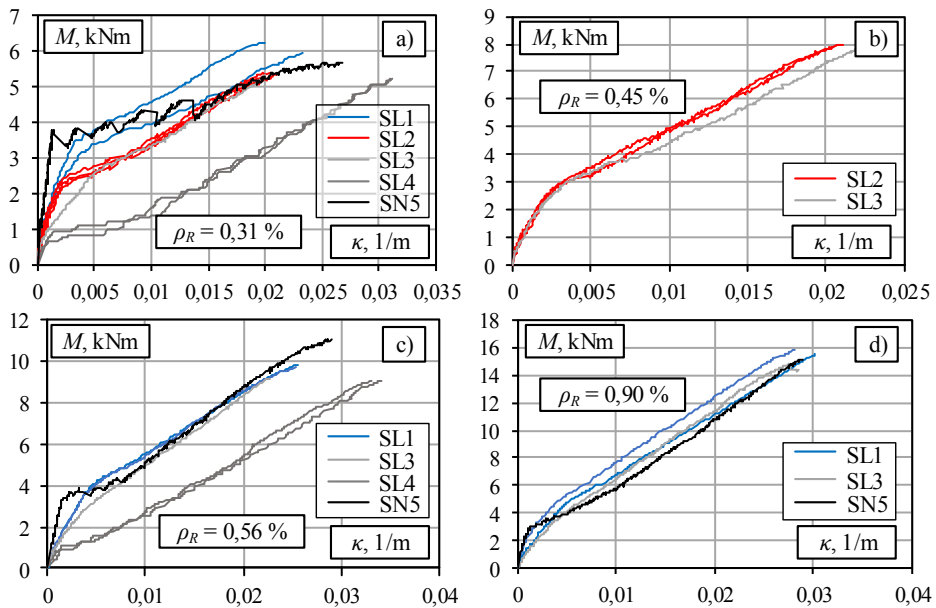 7
6
5
4
3
2
1
0
M, kNm
a)
SL1
SL2
SL3
SL4
SN5
ρR = 0,31 %
κ, 1/m
0 0,005 0,01 0,015 0,02 0,025 0,03 0,035
9
8
7
6
5
4
3
2
1
0
M, kNm
b)
ρR = 0,45 %
SL2
SL3
κ, 1/m
0 0,005 0,01 0,015 0,02 0,025
12
10
8
6
4
2
0
M, kNm
c)
SL1
SL3
SL4
SN5
ρR = 0,56 %
κ, 1/m
0 0,01 0,02 0,03 0,04
18
16
14
12
10
8
6
4
2
0
M, kNm
d)
ρR = 0,90 %
SL1
SL3
SN5
κ, 1/m
0 0,01 0,02 0,03 0,04